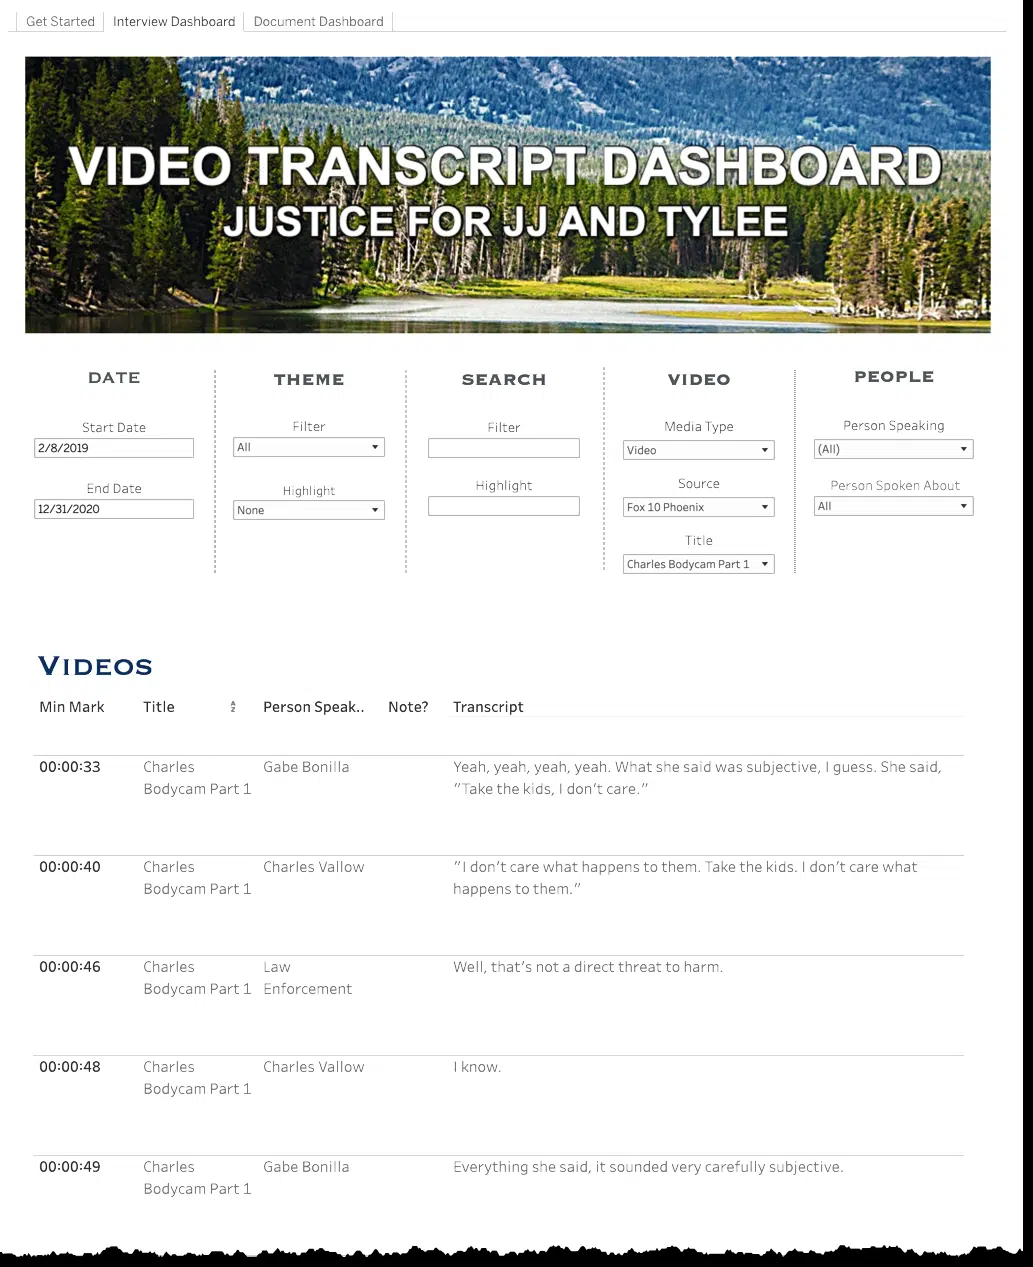 Get Started
Interview Dashboard
Document Dashboard
VIDEO TRANSCRIPT DASHBOARD
JUSTICE FOR JJ AND TYLEE
DATE
Start Date
2/8/2019
End Date
12/31/2020
THEME
Filter
All
Highlight
None
SEARCH
Filter
Highlight
VIDEO
Media Type
Video
Source
Fox 10 Phoenix
Title
Charles Bodycam Part 1
PEOPLE
Person Speaking
(All)
Person Spoken About
All
VIDEOS
Min Mark Title Person Speak.. Note? Transcript
00:00:33
Charles
Bodycam Part 1
Gabe Bonilla
Yeah, yeah, yeah, yeah. What she said was subjective, I guess. She said,
"Take the kids, I don't care."
00:00:40
Charles
Bodycam Part 1
Charles Vallow
"I don't care what happens to them. Take the kids. I don't care what
happens to them."
00:00:46
Charles
Bodycam Part 1
Law
Enforcement
Well, that's not a direct threat to harm.
00:00:48
Charles
Bodycam Part 1
Charles Vallow
I know.
00:00:49
Charles
Bodycam Part 1
Gabe Bonilla
Everything she said, it sounded very carefully subjective.